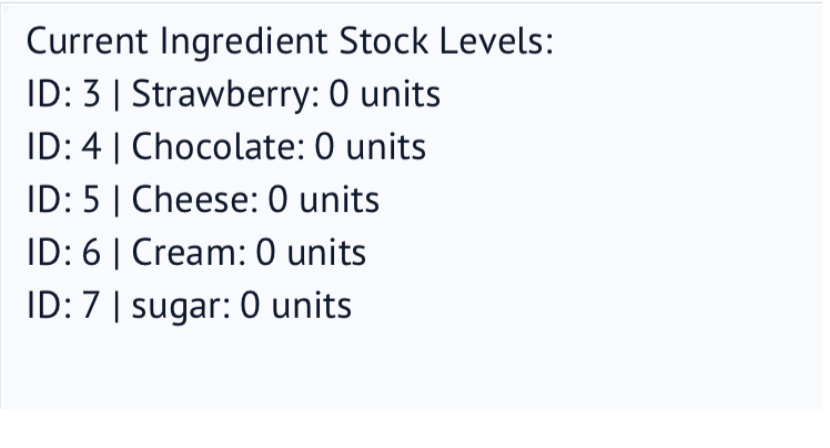 Current Ingredient Stock Levels:
ID: 3 | Strawberry: 0 units
ID: 4 | Chocolate: 0 units
ID: 5 | Cheese: 0 units
ID: 6 | Cream: 0 units
ID: 7 | sugar: 0 units